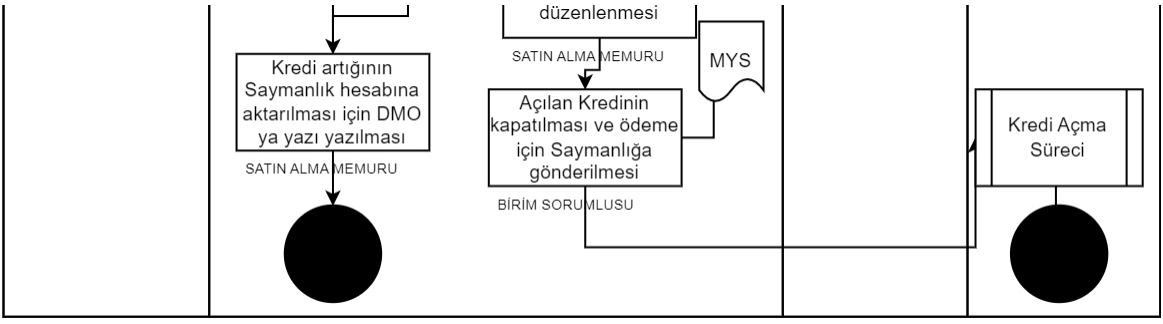 düzenlenmesi
SATIN ALMA MEMURU
MYS
Kredi artığının
Saymanlık hesabına
aktarılması için DMO
ya yazı yazılması
SATIN ALMA MEMURU
Açılan Kredinin
kapatılması ve ödeme
için Saymanlığa
gönderilmesi
BİRİM SORUMLUSU
Kredi Açma
Süreci